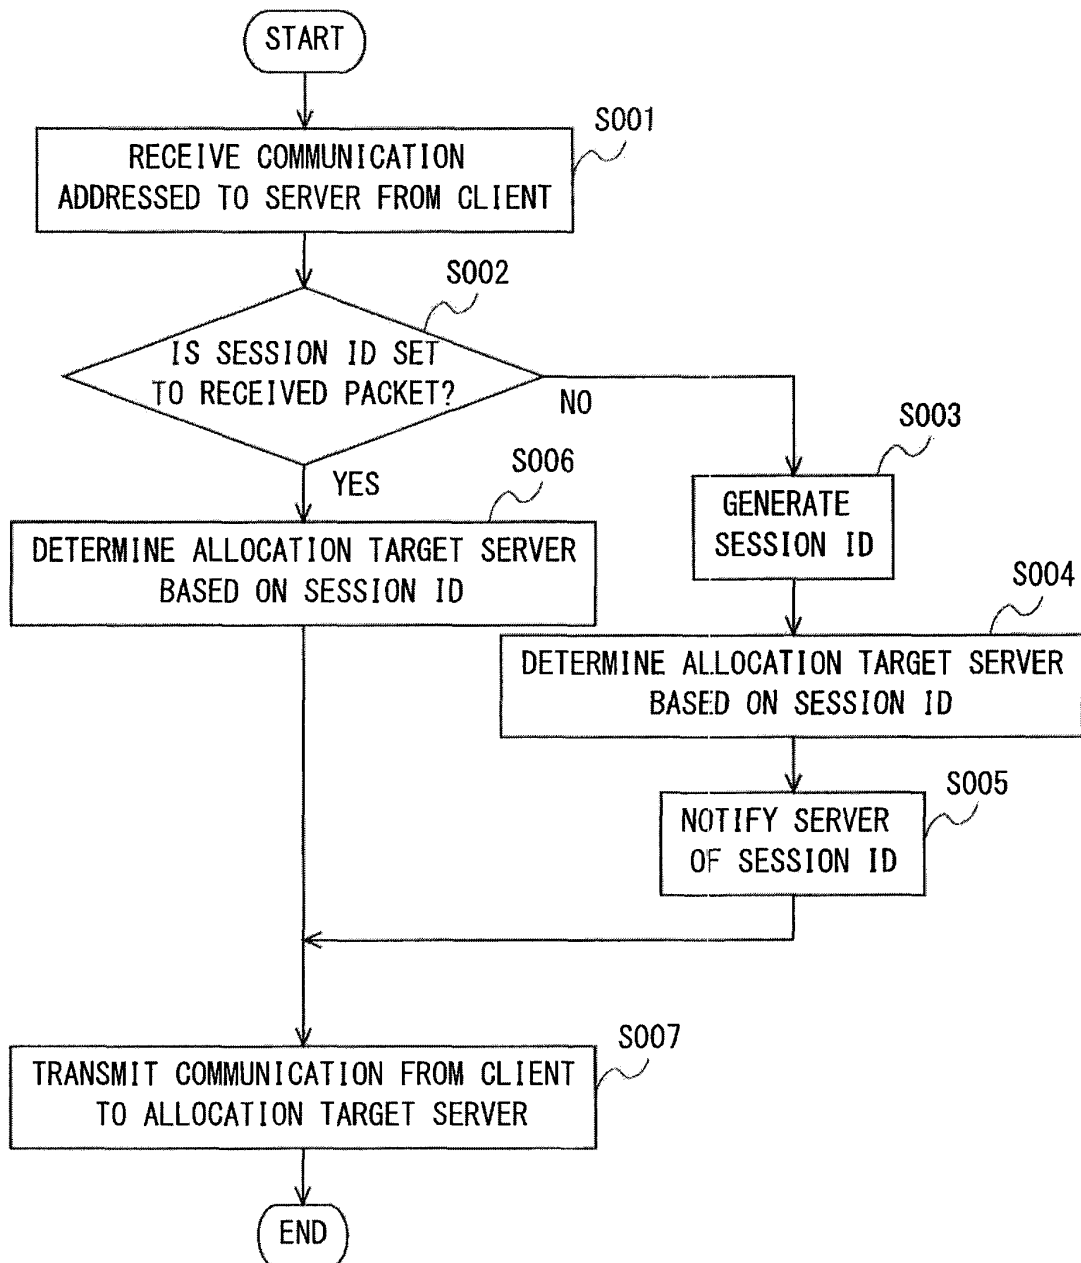 START
S001
RECEIVE COMMUNICATION
ADDRESSED TO SERVER FROM CLIENT
S002
IS SESSION ID SET
TO RECEIVED PACKET?
NO
YES
S003
GENERATE
SESSION ID
S006
DETERMINE ALLOCATION TARGET SERVER
BASED ON SESSION ID
S004
DETERMINE ALLOCATION TARGET SERVER
BASED ON SESSION ID
S005
NOTIFY SERVER
OF SESSION ID
S007
TRANSMIT COMMUNICATION FROM CLIENT
TO ALLOCATION TARGET SERVER
END